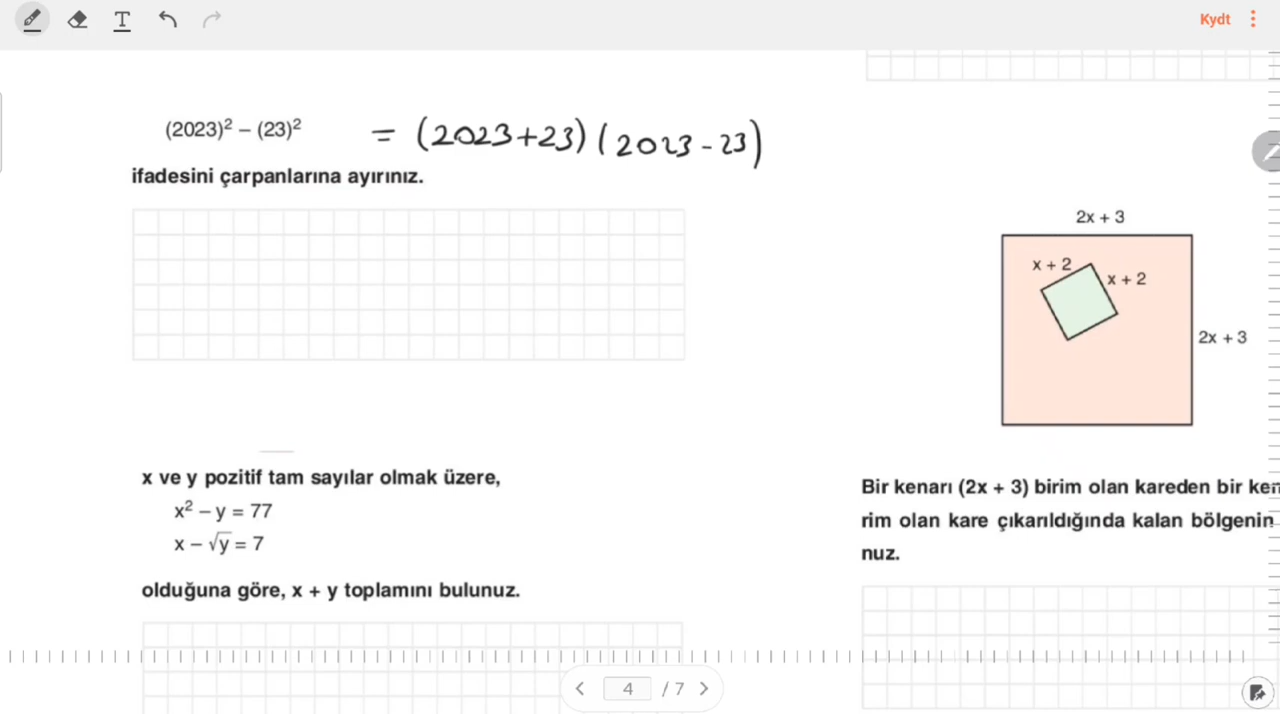 Kydt
(2023)² – (23)² = (2023+23) (2023-23)
ifadesini çarpanlarına ayırınız.
x ve y pozitif tam sayılar olmak üzere,
x² – y = 77
x – √y = 7
olduğuna göre, x + y toplamını bulunuz.
2x + 3
x + 2
x + 2
2x + 3
Bir kenarı (2x + 3) birim olan kareden bir ken
rim olan kare çıkarıldığında kalan bölgenin
nuz.
4 / 7